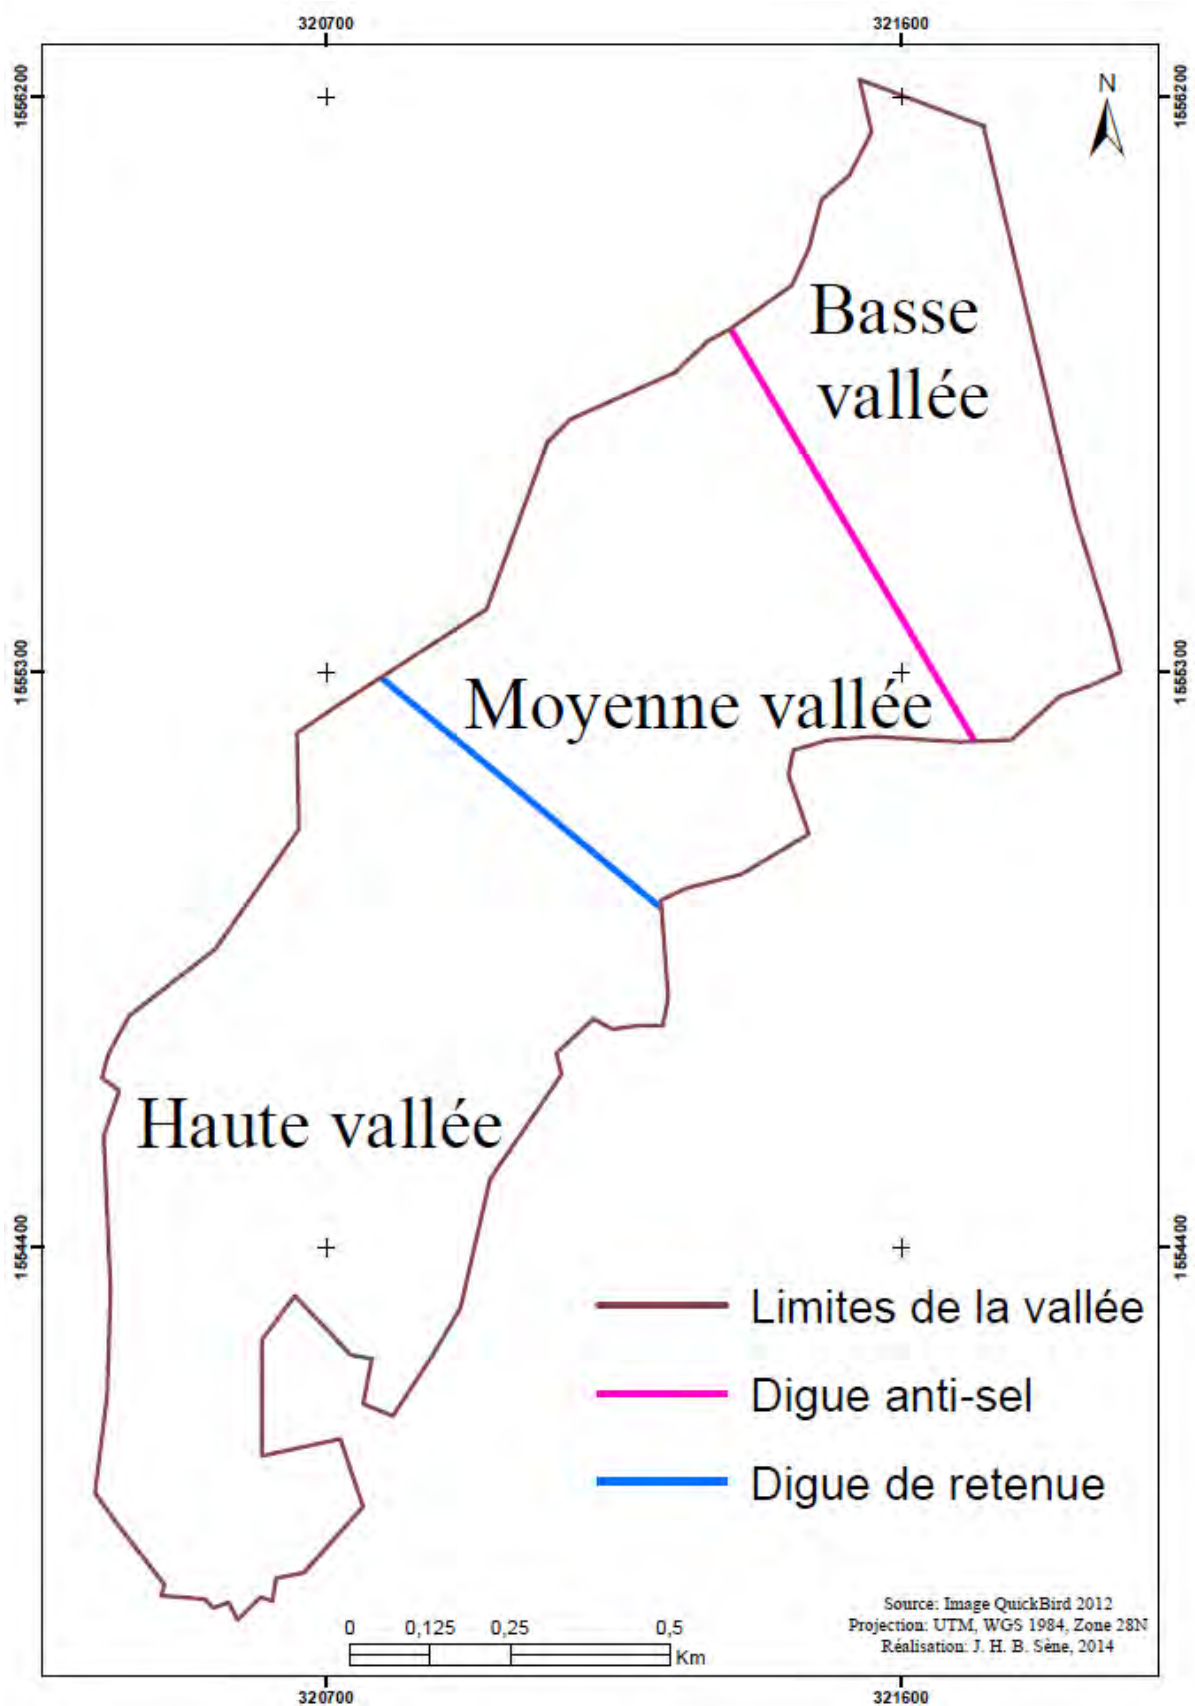 320700
321600
1556200
1556200
N
Basse
vallée
1555300
1555300
Moyenne vallée
Haute vallée
1554400
1554400
Limites de la vallée
Digue anti-sel
Digue de retenue
0 0,125 0,25 0,5
Km
Source: Image QuickBird 2012
Projection: UTM, WGS 1984, Zone 28N
Réalisation: J. H. B. Sène, 2014
320700
321600